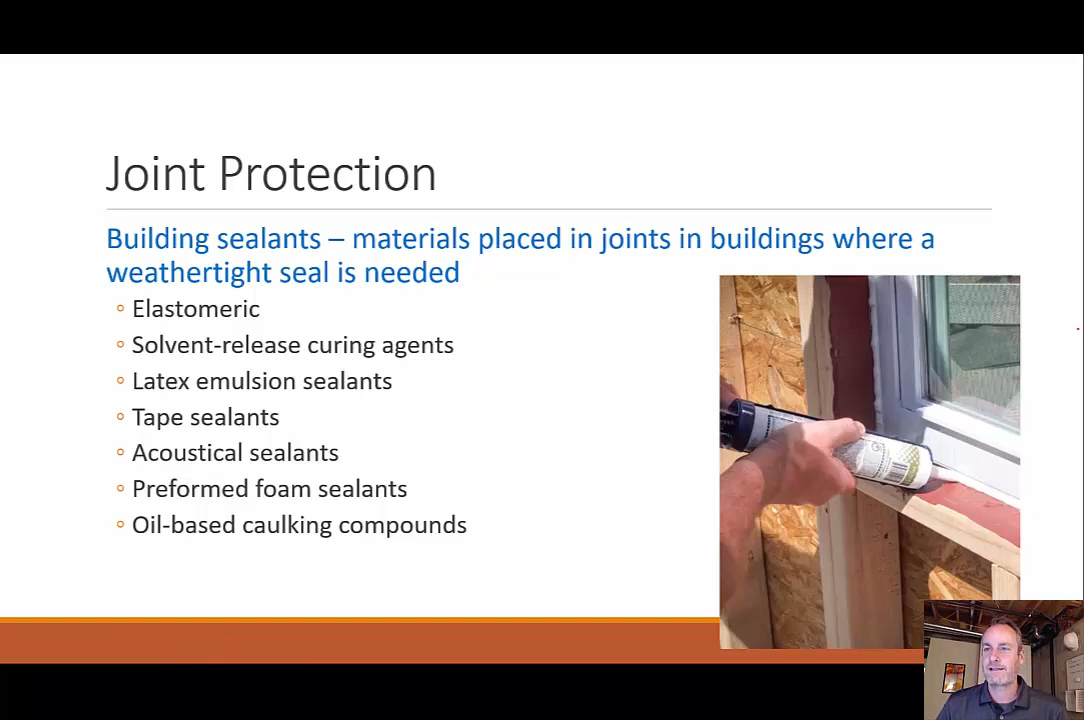 Joint Protection
Building sealants – materials placed in joints in buildings where a
weathertight seal is needed
Elastomeric
Solvent-release curing agents
Latex emulsion sealants
Tape sealants
Acoustical sealants
Preformed foam sealants
Oil-based caulking compounds